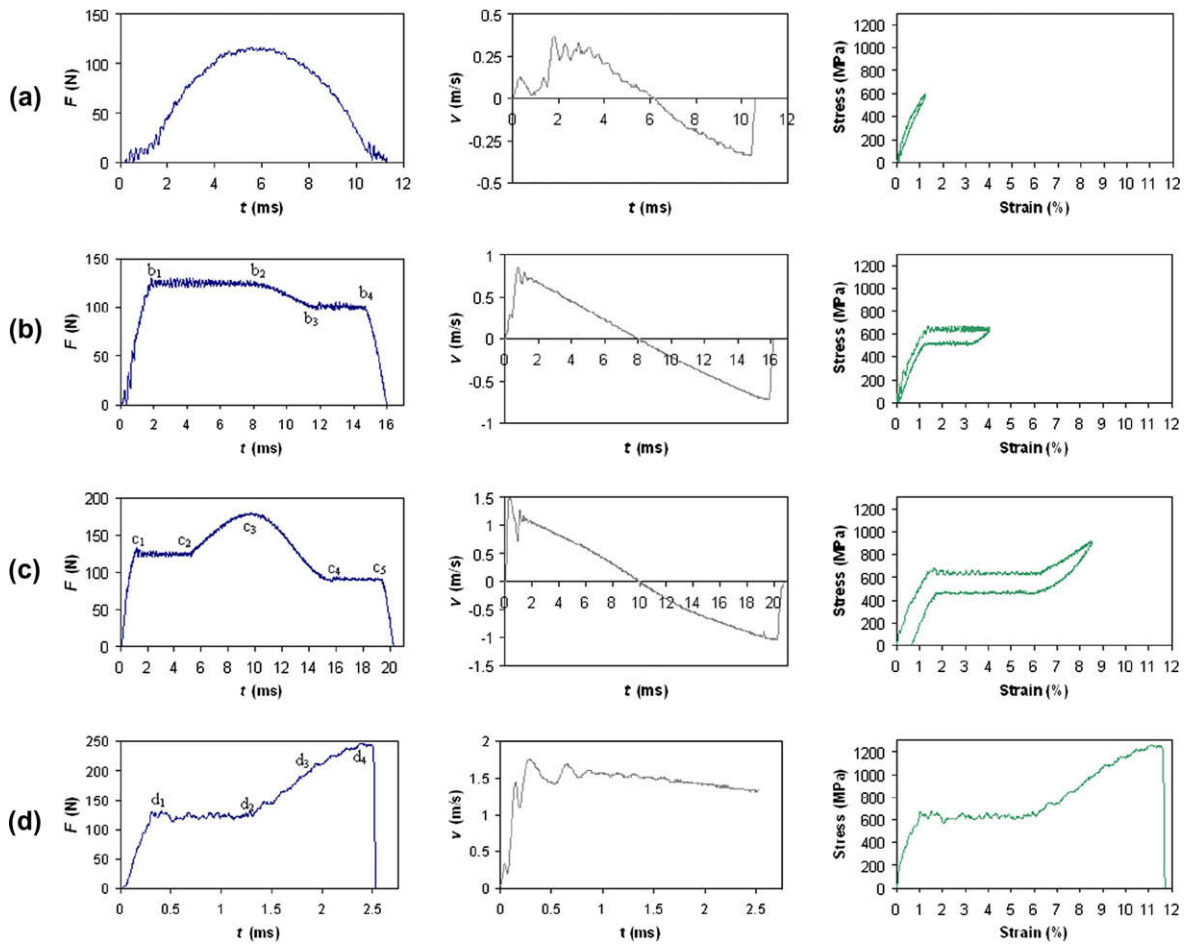 (a)
F (N)
150
100
50
0
0 2 4 6 8 10 12
t (ms)
v (m/s)
0.5
0.25
0
-0.25
-0.5
0 2 4 6 8 10 12
t (ms)
Stress (MPa)
1200
1000
800
600
400
200
0
0 1 2 3 4 5 6 7 8 9 10 11 12
Strain (%)
(b)
F (N)
150
100
50
0
b1 b2 b3 b4
0 2 4 6 8 10 12 14 16
t (ms)
v (m/s)
1
0.5
0
-0.5
-1
0 2 4 6 8 10 12 14 16
t (ms)
Stress (MPa)
1200
1000
800
600
400
200
0
0 1 2 3 4 5 6 7 8 9 10 11 12
Strain (%)
(c)
F (N)
200
150
100
50
0
c1 c2 c3 c4 c5
0 2 4 6 8 10 12 14 16 18 20
t (ms)
v (m/s)
1.5
1
0.5
0
-0.5
-1
-1.5
0 2 4 6 8 10 12 14 16 18 20
t (ms)
Stress (MPa)
1200
1000
800
600
400
200
0
0 1 2 3 4 5 6 7 8 9 10 11 12
Strain (%)
(d)
F (N)
250
200
150
100
50
0
d1 d2 d3 d4
0 0.5 1 1.5 2 2.5
t (ms)
v (m/s)
2
1.5
1
0.5
0
0 0.5 1 1.5 2 2.5
t (ms)
Stress (MPa)
1200
1000
800
600
400
200
0
0 1 2 3 4 5 6 7 8 9 10 11 12
Strain (%)